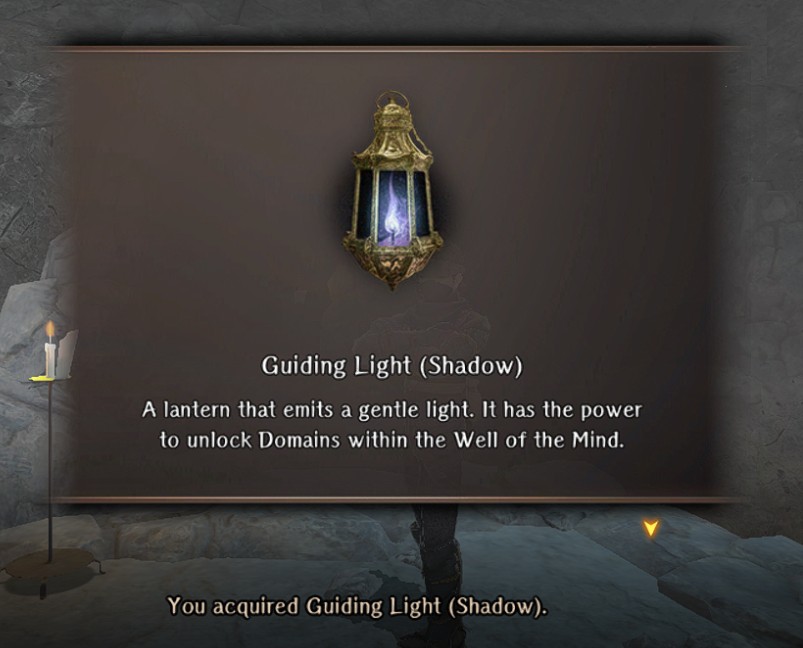 Guiding Light (Shadow)
A lantern that emits a gentle light. It has the power
to unlock Domains within the Well of the Mind.
You acquired Guiding Light (Shadow).